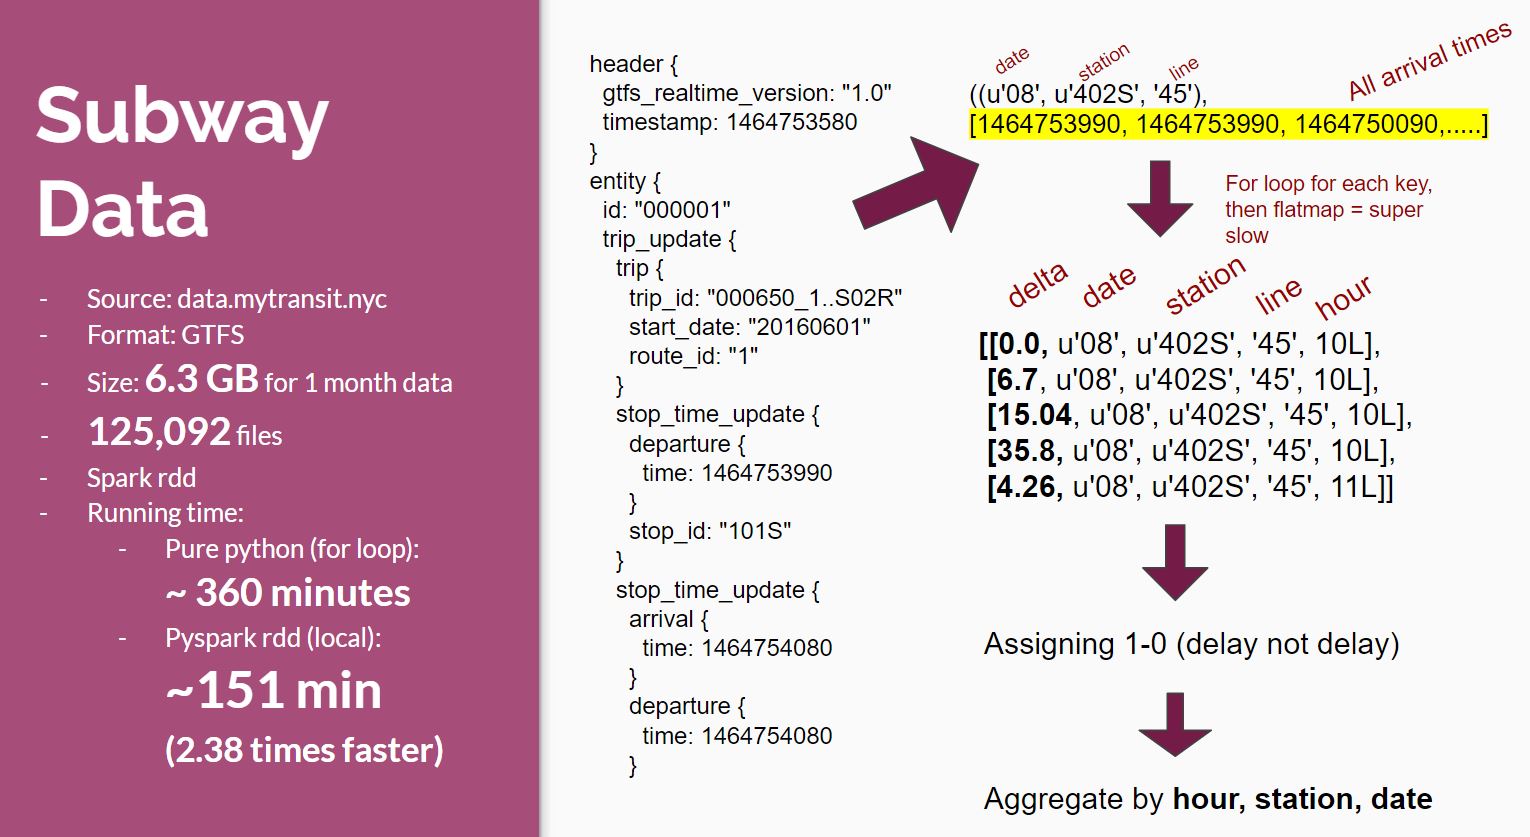 Subway
Data
- Source: data.mytransit.nyc
- Format: GTFS
- Size: 6.3 GB for 1 month data
- 125,092 files
- Spark rdd
- Running time:
- Pure python (for loop):
~ 360 minutes
- Pyspark rdd (local):
~151 min
(2.38 times faster)
header {
gtfs_realtime_version: "1.0"
timestamp: 1464753580
}
entity {
id: "000001"
trip_update {
trip {
trip_id: "000650_1..S02R"
start_date: "20160601"
route_id: "1"
}
stop_time_update {
departure {
time: 1464753990
}
stop_id: "101S"
}
stop_time_update {
arrival {
time: 1464754080
}
departure {
time: 1464754080
}
date station line All arrival times
((u'08', u'402S', '45'),
[1464753990, 1464753990, 1464750090,.....]
For loop for each key,
then flatmap = super
slow
delta date station line hour
[[0.0, u'08', u'402S', '45', 10L],
[6.7, u'08', u'402S', '45', 10L],
[15.04, u'08', u'402S', '45', 10L],
[35.8, u'08', u'402S', '45', 10L],
[4.26, u'08', u'402S', '45', 11L]]
Assigning 1-0 (delay not delay)
Aggregate by hour, station, date